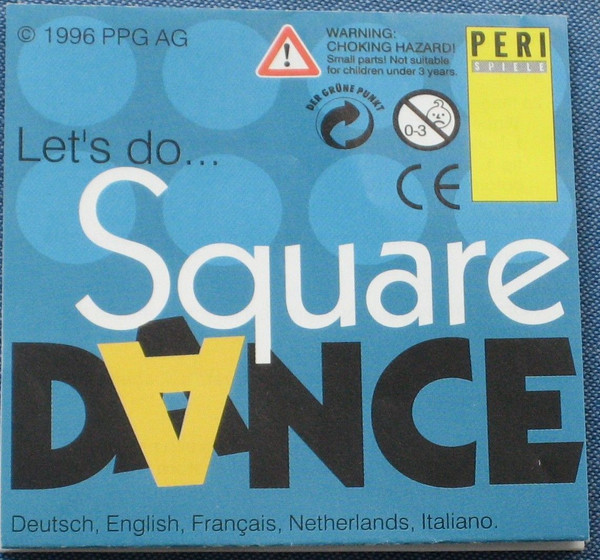 © 1996 PPG AG
WARNING:
CHOKING HAZARD!
Small parts! Not suitable
for children under 3 years.
PERI
SPIELE
DER GRÜNE PUNKT
0-3
CE
Let's do...
Square
DANCE
Deutsch, English, Français, Netherlands, Italiano.